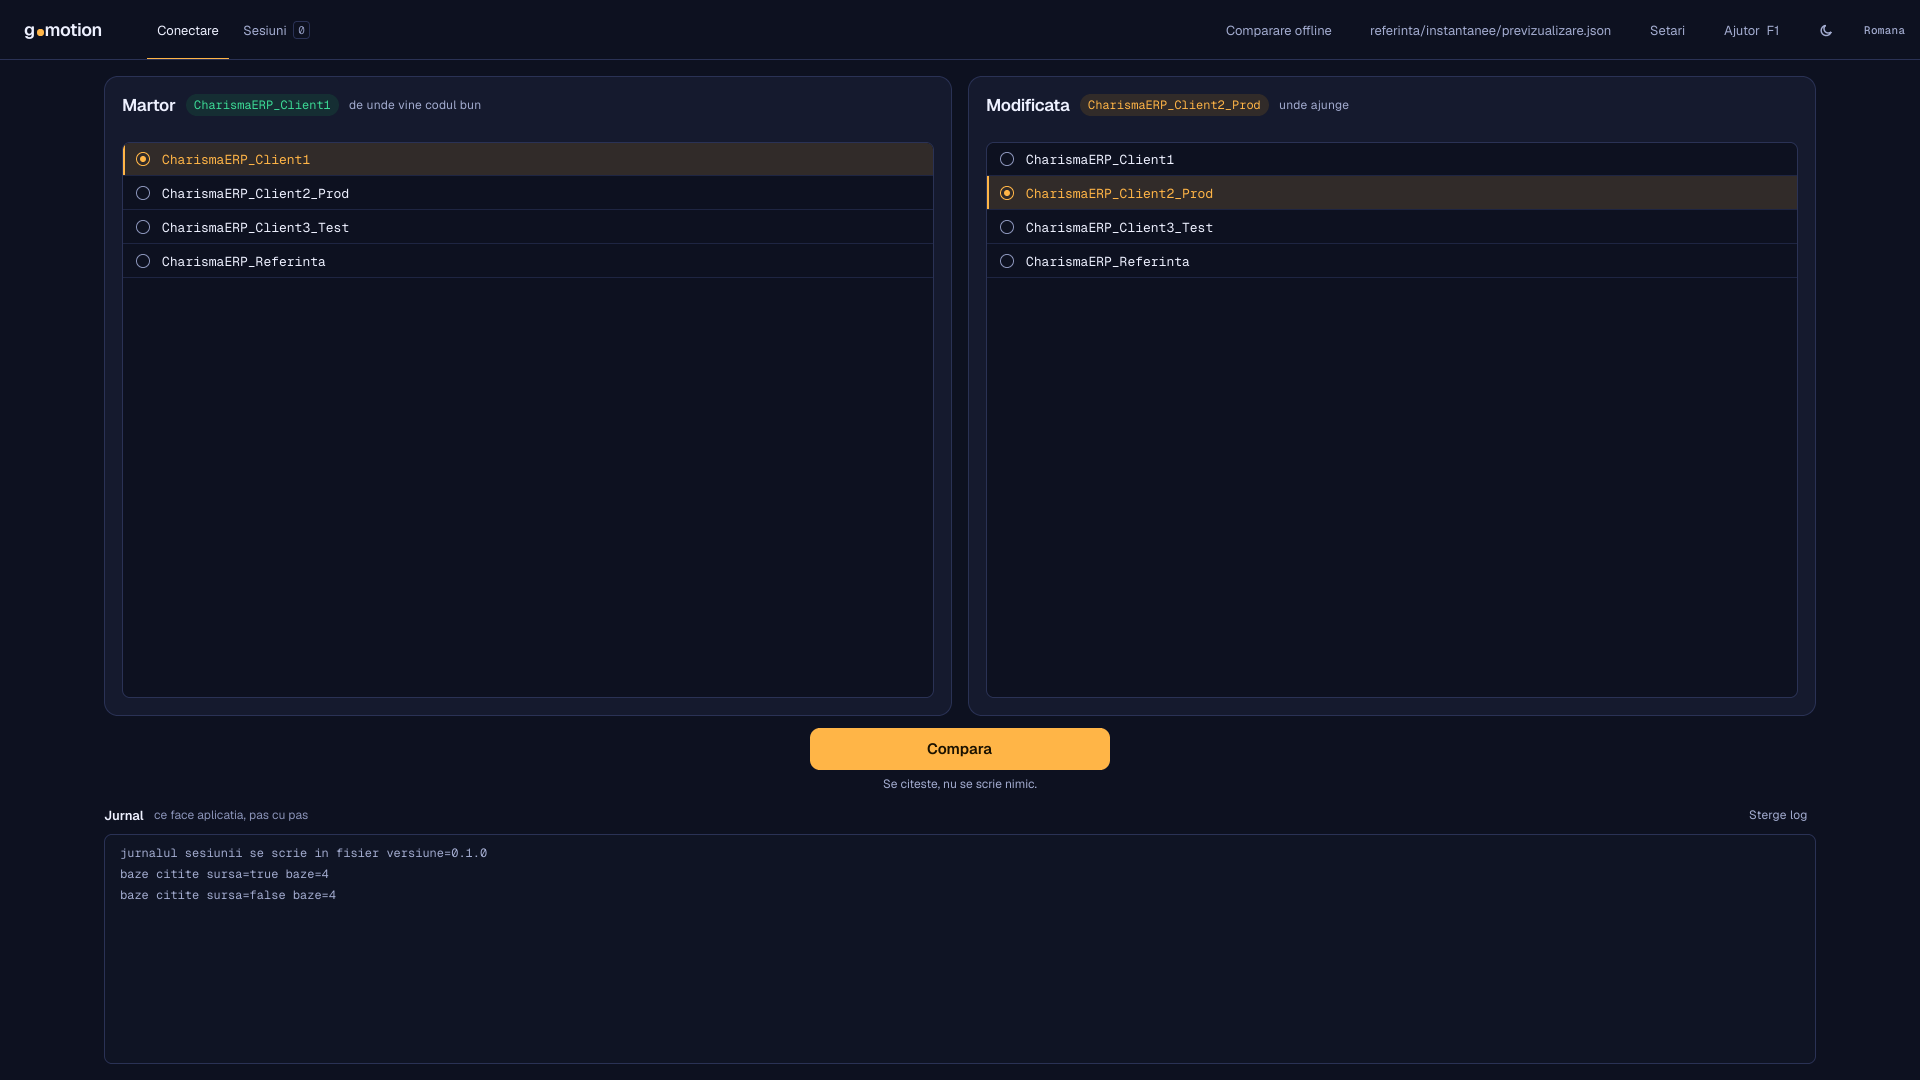 gomotion Conectare Sesiuni 0 Comparare offline referinta/instantanee/previzualizare.json Setari Ajutor F1 Romana
Martor CharismaERP_Client1 de unde vine codul bun
CharismaERP_Client1
CharismaERP_Client2_Prod
CharismaERP_Client3_Test
CharismaERP_Referinta
Modificata CharismaERP_Client2_Prod unde ajunge
CharismaERP_Client1
CharismaERP_Client2_Prod
CharismaERP_Client3_Test
CharismaERP_Referinta
Compara
Se citeste, nu se scrie nimic.
Jurnal ce face aplicatia, pas cu pas Sterge log
jurnalul sesiunii se scrie in fisier versiune=0.1.0
baze citite sursa=true baze=4
baze citite sursa=false baze=4